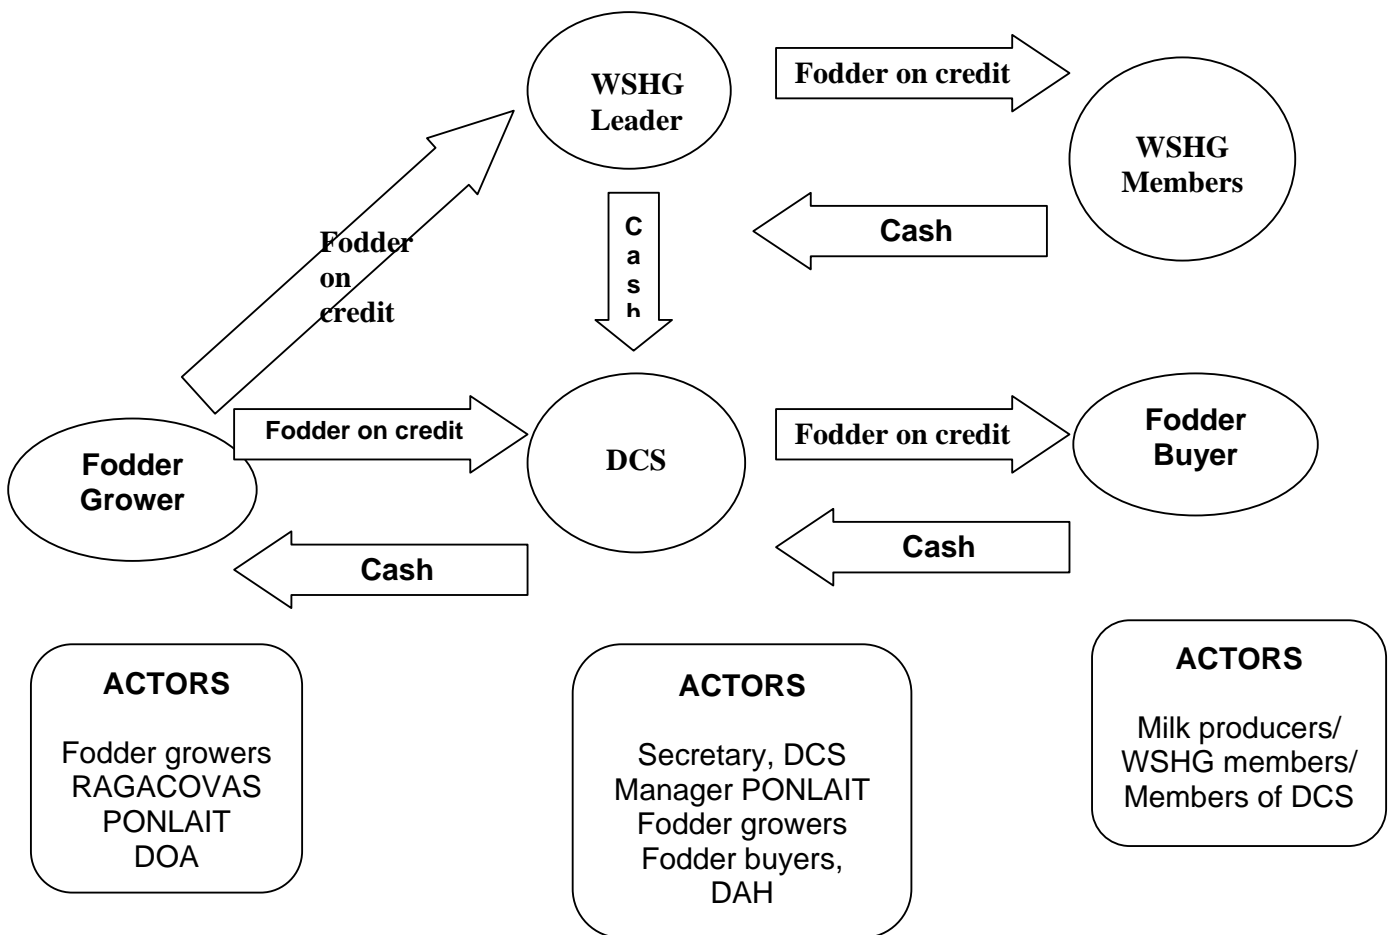 WSHG
Leader
Fodder on credit
WSHG
Members
Cash
Cash
Fodder
on
credit
Fodder on credit
DCS
Fodder on credit
Fodder
Buyer
Fodder
Grower
Cash
Cash
ACTORS
Fodder growers
RAGACOVAS
PONLAIT
DOA
ACTORS
Secretary, DCS
Manager PONLAIT
Fodder growers
Fodder buyers,
DAH
ACTORS
Milk producers/
WSHG members/
Members of DCS